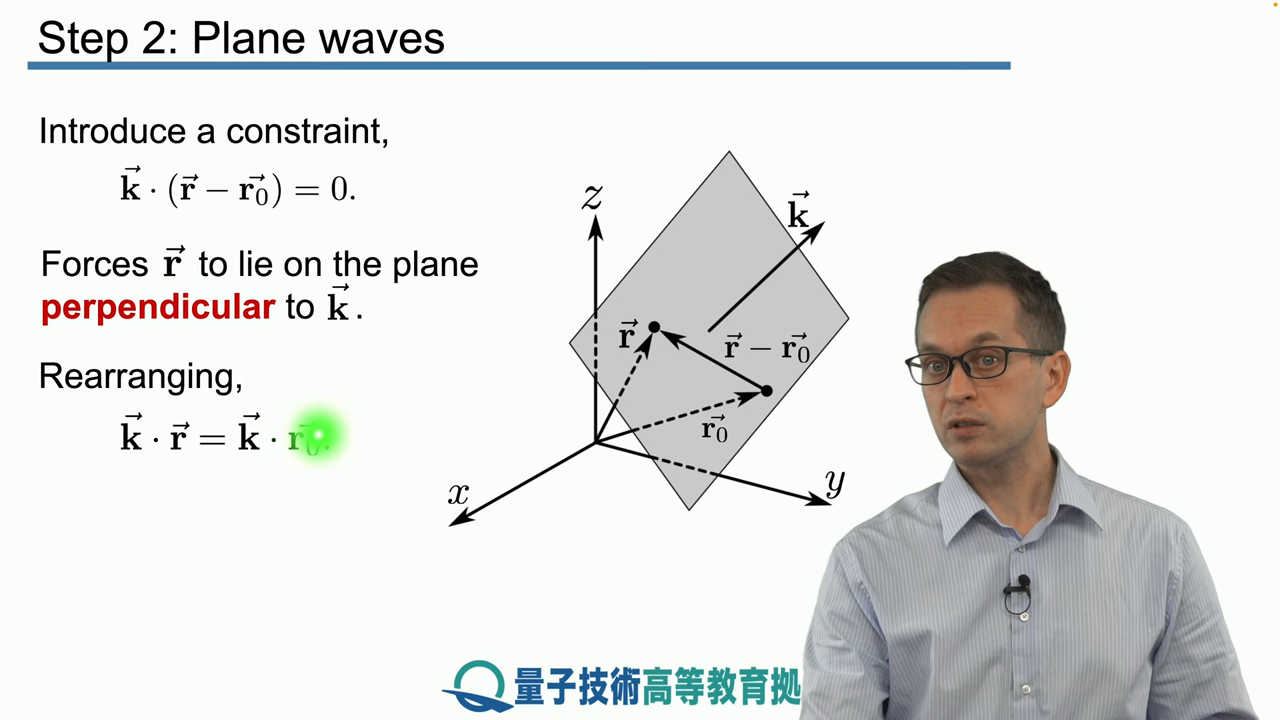 Step 2: Plane waves
Introduce a constraint,
k⃗ · (r⃗ − r⃗₀) = 0.
Forces r⃗ to lie on the plane
perpendicular to k⃗.
Rearranging,
k⃗ · r⃗ = k⃗ · r⃗₀.
z
k⃗
r⃗
r⃗ − r⃗₀
r⃗₀
x
y
量子技術高等教育拠